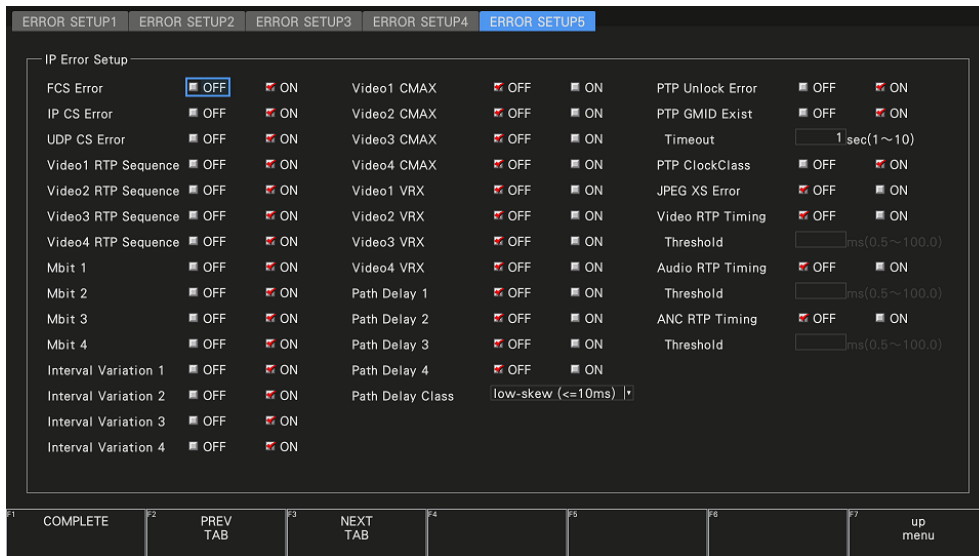 ERROR SETUP1 ERROR SETUP2 ERROR SETUP3 ERROR SETUP4 ERROR SETUP5
IP Error Setup
FCS Error OFF ON Video1 CMAX OFF ON PTP Unlock Error OFF ON
IP CS Error OFF ON Video2 CMAX OFF ON PTP GMID Exist OFF ON
UDP CS Error OFF ON Video3 CMAX OFF ON Timeout 1 sec(1～10)
Video1 RTP Sequence OFF ON Video4 CMAX OFF ON PTP ClockClass OFF ON
Video2 RTP Sequence OFF ON Video1 VRX OFF ON JPEG XS Error OFF ON
Video3 RTP Sequence OFF ON Video2 VRX OFF ON Video RTP Timing OFF ON
Video4 RTP Sequence OFF ON Video3 VRX OFF ON Threshold ms(0.5～100.0)
Mbit 1 OFF ON Video4 VRX OFF ON Audio RTP Timing OFF ON
Mbit 2 OFF ON Path Delay 1 OFF ON Threshold ms(0.5～100.0)
Mbit 3 OFF ON Path Delay 2 OFF ON ANC RTP Timing OFF ON
Mbit 4 OFF ON Path Delay 3 OFF ON Threshold ms(0.5～100.0)
Interval Variation 1 OFF ON Path Delay 4 OFF ON
Interval Variation 2 OFF ON Path Delay Class low-skew (<=10ms)
Interval Variation 3 OFF ON
Interval Variation 4 OFF ON
F1 COMPLETE F2 PREV TAB F3 NEXT TAB F4 F5 F6 F7 up menu